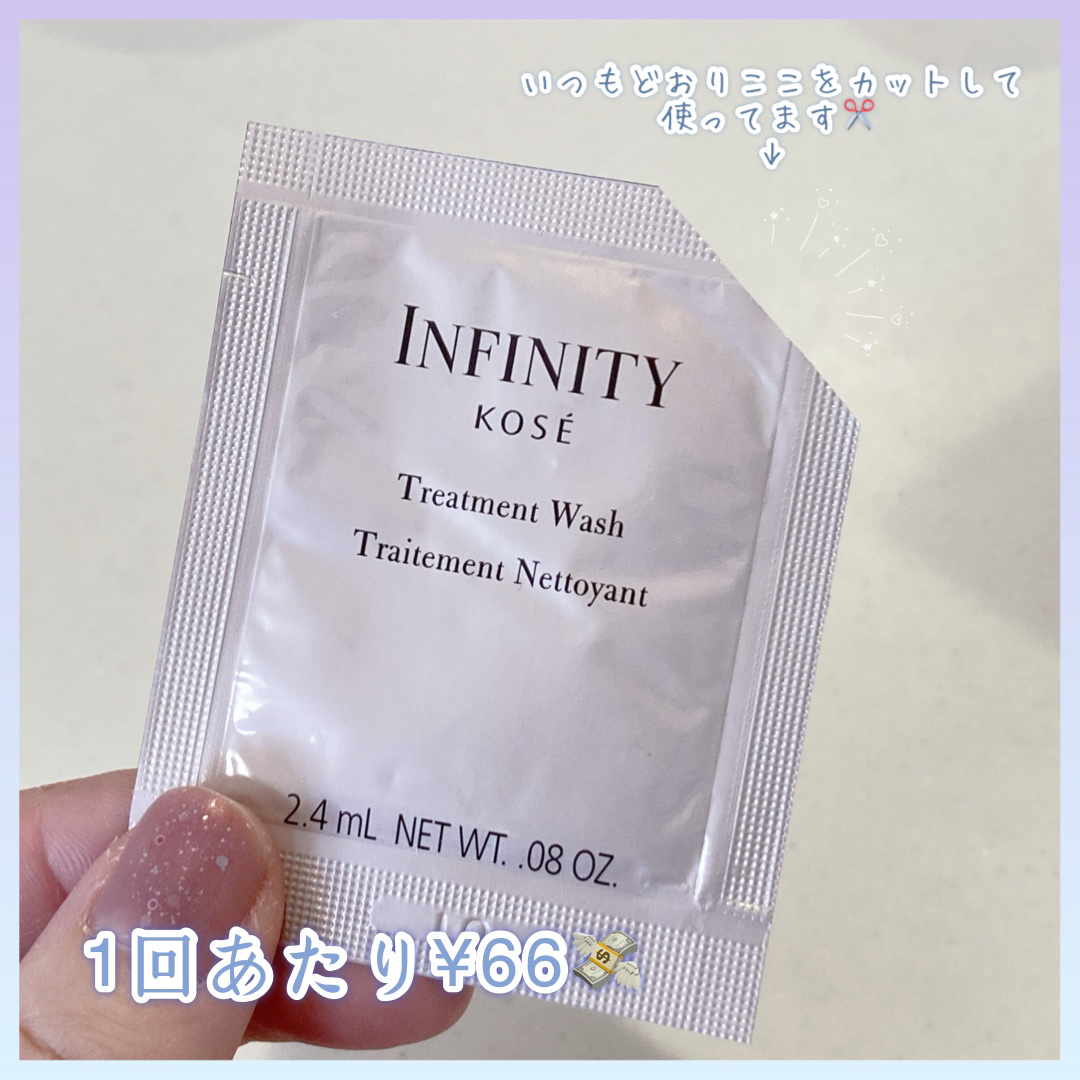 いつもどおりここをカットして
使ってます✂️
↓
INFINITY
KOSÉ
Treatment Wash
Traitement Nettoyant
2.4 mL NET WT. .08 OZ.
1回あたり¥66💸